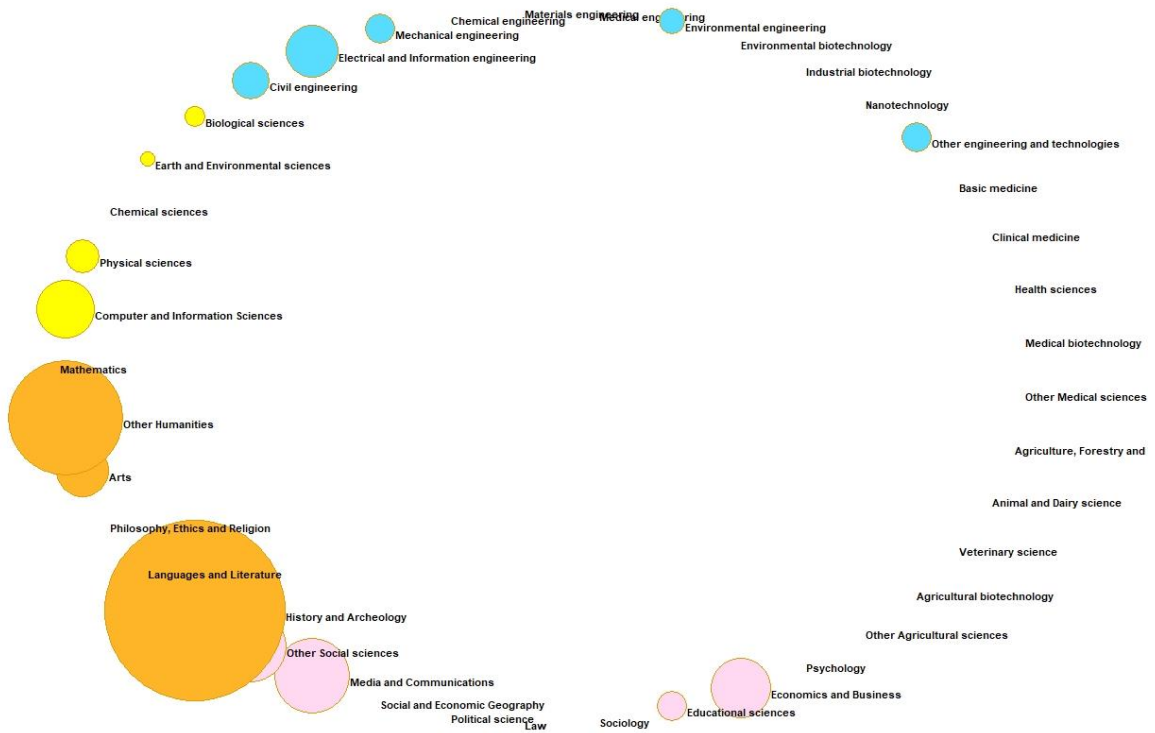 Materials engineering
Medical engineering
Chemical engineering
Environmental engineering
Mechanical engineering
Environmental biotechnology
Electrical and Information engineering
Industrial biotechnology
Civil engineering
Nanotechnology
Biological sciences
Other engineering and technologies
Earth and Environmental sciences
Basic medicine
Chemical sciences
Clinical medicine
Physical sciences
Health sciences
Computer and Information Sciences
Medical biotechnology
Mathematics
Other Medical sciences
Other Humanities
Agriculture, Forestry and
Arts
Animal and Dairy science
Philosophy, Ethics and Religion
Veterinary science
Languages and Literature
Agricultural biotechnology
History and Archeology
Other Agricultural sciences
Other Social sciences
Psychology
Media and Communications
Economics and Business
Social and Economic Geography
Educational sciences
Political science
Sociology
Law